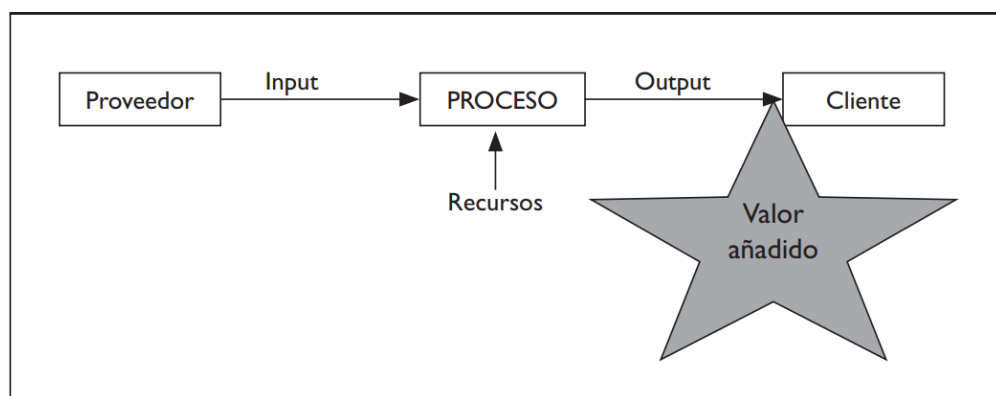 Proveedor
Input
PROCESO
Output
Cliente
Recursos
Valor
añadido